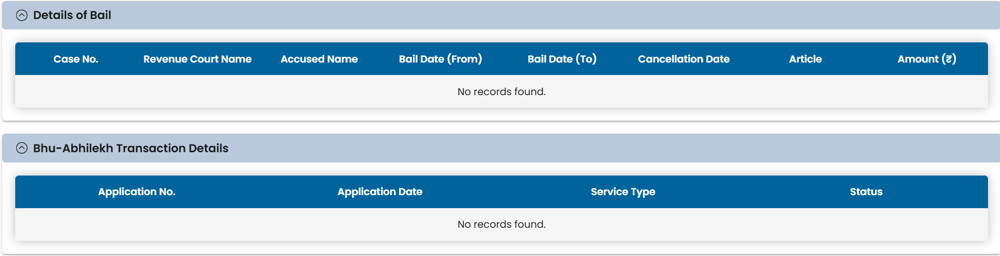 Details of Bail
Case No. Revenue Court Name Accused Name Bail Date (From) Bail Date (To) Cancellation Date Article Amount (₹)
No records found.
Bhu-Abhilekh Transaction Details
Application No. Application Date Service Type Status
No records found.